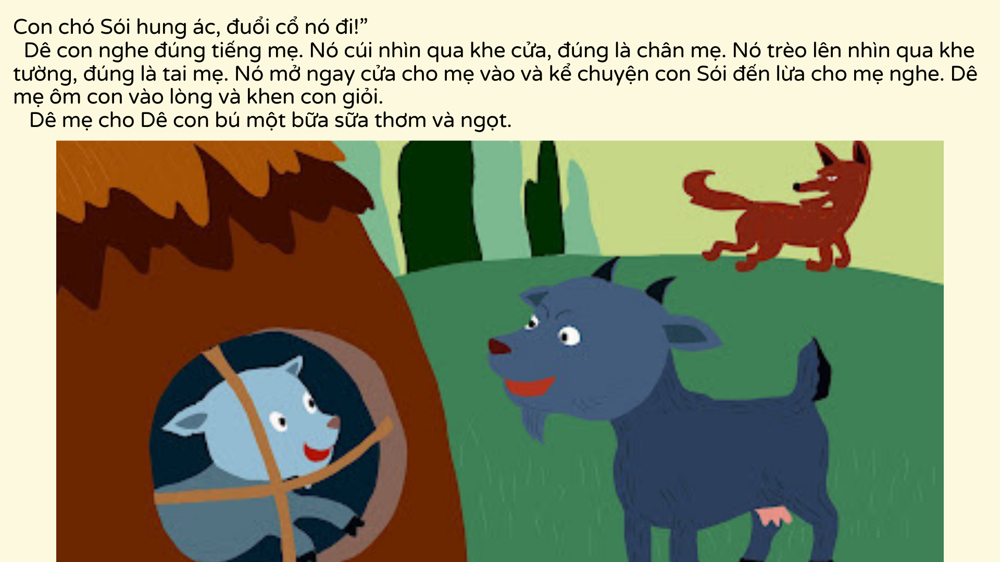 Con chó Sói hung ác, đuổi cổ nó đi!”
Dê con nghe đúng tiếng mẹ. Nó cúi nhìn qua khe cửa, đúng là chân mẹ. Nó trèo lên nhìn qua khe
tường, đúng là tai mẹ. Nó mở ngay cửa cho mẹ vào và kể chuyện con Sói đến lừa cho mẹ nghe. Dê
mẹ ôm con vào lòng và khen con giỏi.
Dê mẹ cho Dê con bú một bữa sữa thơm và ngọt.